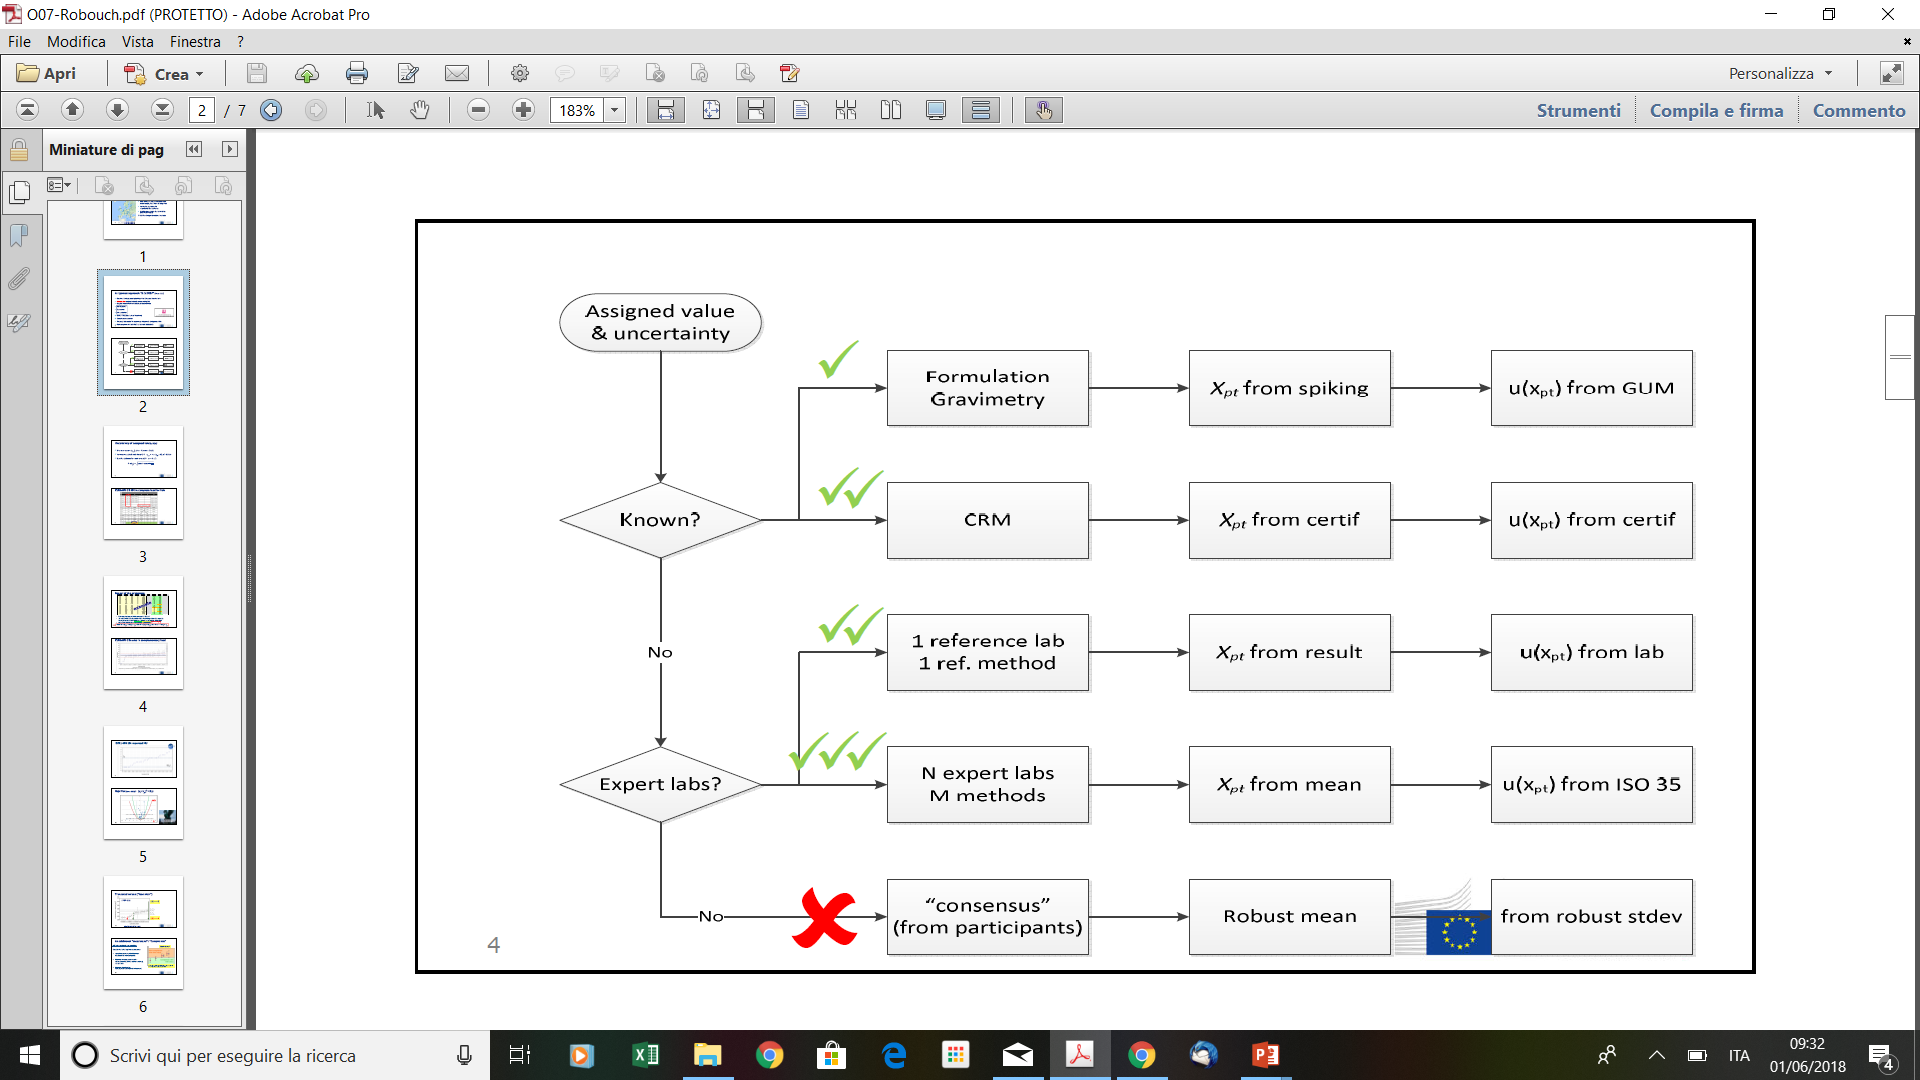 O07-Robouch.pdf (PROTETTO) - Adobe Acrobat Pro
File Modifica Vista Finestra ?
Apri Crea Personalizza
2 / 7 183% Strumenti Compila e firma Commento
Miniature di pag
1
2
3
4
5
6
Assigned value
& uncertainty
Formulation
Gravimetry
Xpt from spiking
u(xpt) from GUM
Known?
CRM
Xpt from certif
u(xpt) from certif
No
1 reference lab
1 ref. method
Xpt from result
u(xpt) from lab
Expert labs?
N expert labs
M methods
Xpt from mean
u(xpt) from ISO 35
No
“consensus”
(from participants)
Robust mean
from robust stdev
4
Scrivi qui per eseguire la ricerca
ITA
09:32
01/06/2018
4